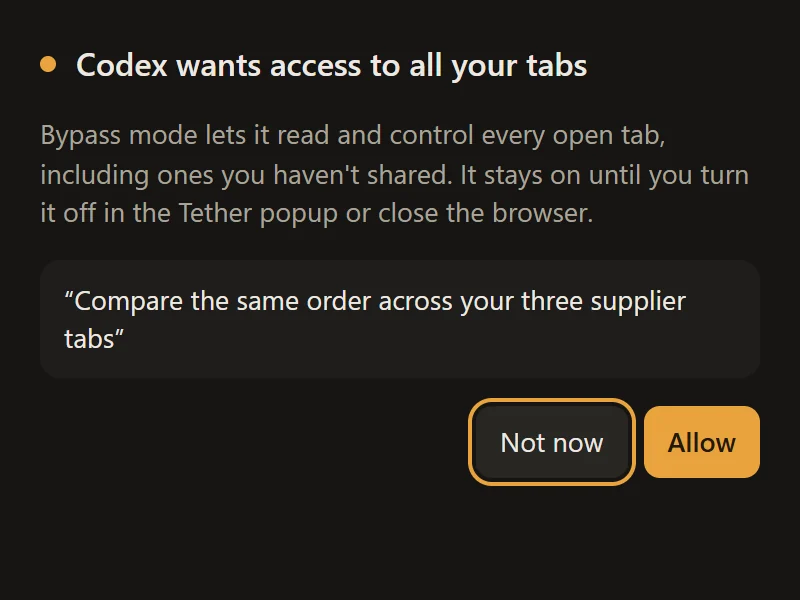 Codex wants access to all your tabs
Bypass mode lets it read and control every open tab,
including ones you haven't shared. It stays on until you turn
it off in the Tether popup or close the browser.
“Compare the same order across your three supplier
tabs”
Not now
Allow